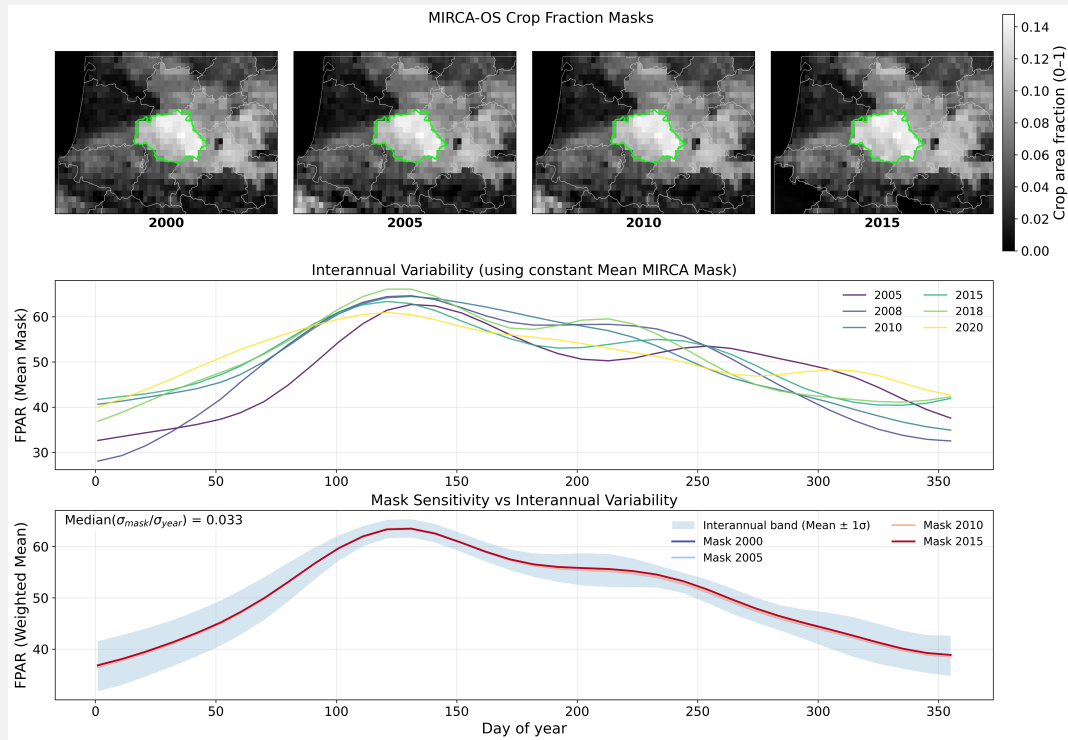 MIRCA-OS Crop Fraction Masks
2000
2005
2010
2015
0.14
0.12
0.10
0.08
0.06
0.04
0.02
0.00
Crop area fraction (0–1)
Interannual Variability (using constant Mean MIRCA Mask)
FPAR (Mean Mask)
60
50
40
30
2005
2008
2010
2015
2018
2020
0 50 100 150 200 250 300 350
Mask Sensitivity vs Interannual Variability
FPAR (Weighted Mean)
60
50
40
Median(σmask/σyear) = 0.033
Interannual band (Mean ± 1σ)
Mask 2000
Mask 2005
Mask 2010
Mask 2015
0 50 100 150 200 250 300 350
Day of year